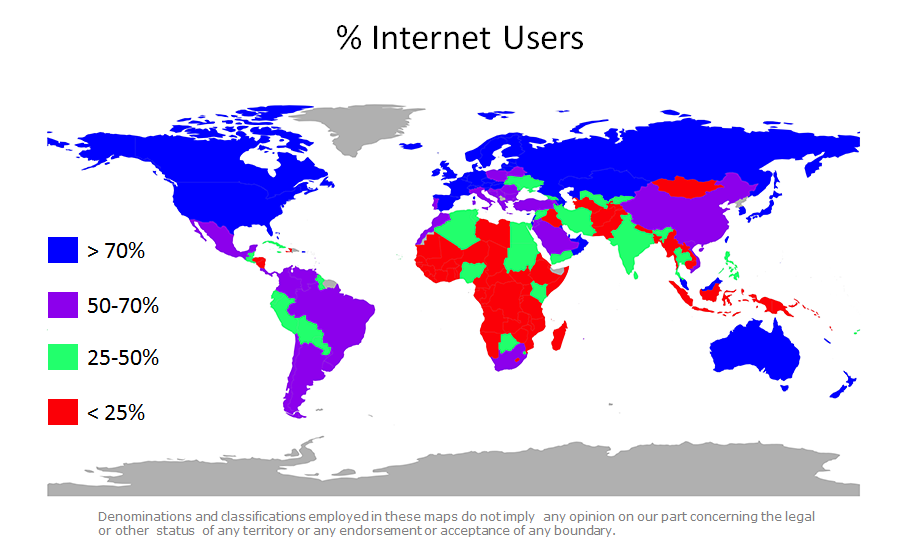 % Internet Users
> 70%
50-70%
25-50%
< 25%
Denominations and classifications employed in these maps do not imply any opinion on our part concerning the legal
or other status of any territory or any endorsement or acceptance of any boundary.